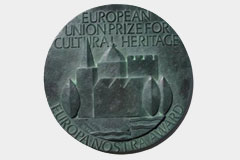 EUROPEAN
UNION PRIZE FOR
CULTURAL HERITAGE
EUROPA NOSTRA AWARD